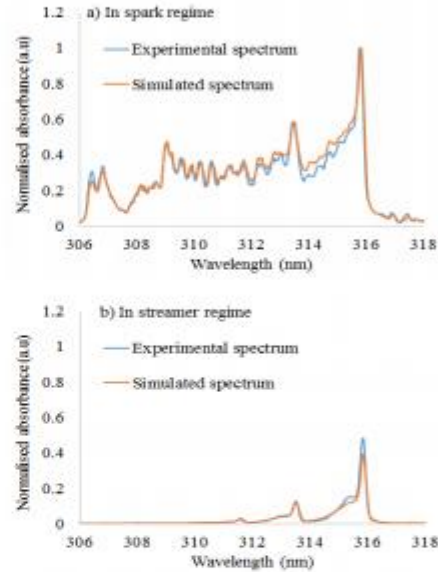 a) In spark regime
Experimental spectrum
Simulated spectrum
Normalised absorbance (a.u)
1.2
1
0.8
0.6
0.4
0.2
0
306 308 310 312 314 316 318
Wavelength (nm)
b) In streamer regime
Experimental spectrum
Simulated spectrum
Normalised absorbance (a.u)
1.2
1
0.8
0.6
0.4
0.2
0
306 308 310 312 314 316 318
Wavelength (nm)